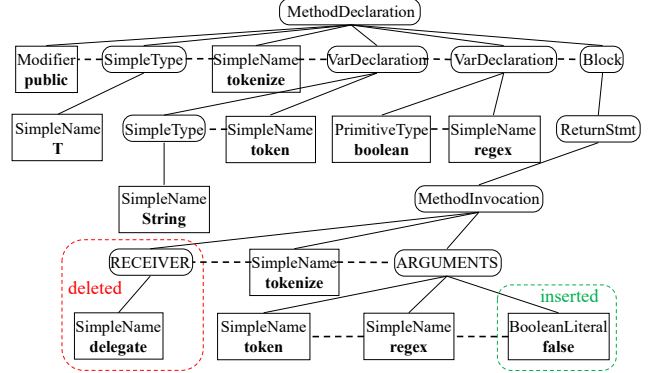 MethodDeclaration
Modifier
public
SimpleType
SimpleName
tokenize
VarDeclaration
VarDeclaration
Block
SimpleName
T
SimpleType
SimpleName
token
PrimitiveType
boolean
SimpleName
regex
ReturnStmt
SimpleName
String
MethodInvocation
RECEIVER
SimpleName
tokenize
ARGUMENTS
deleted
inserted
SimpleName
delegate
SimpleName
token
SimpleName
regex
BooleanLiteral
false